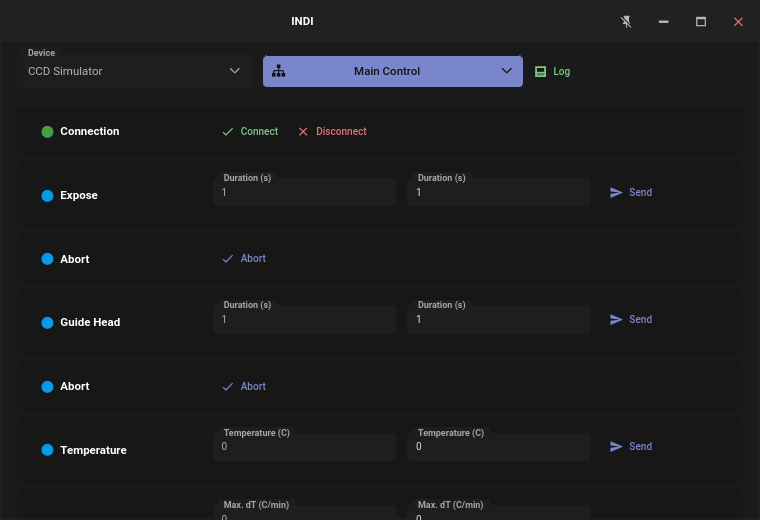 INDI
Device
CCD Simulator
Main Control
Log
Connection
Connect
Disconnect
Duration (s)
Duration (s)
Expose
1
1
Send
Abort
Abort
Duration (s)
Duration (s)
Guide Head
1
1
Send
Abort
Abort
Temperature (C)
Temperature (C)
Temperature
0
0
Send
Max. dT (C/min)
Max. dT (C/min)
0
0